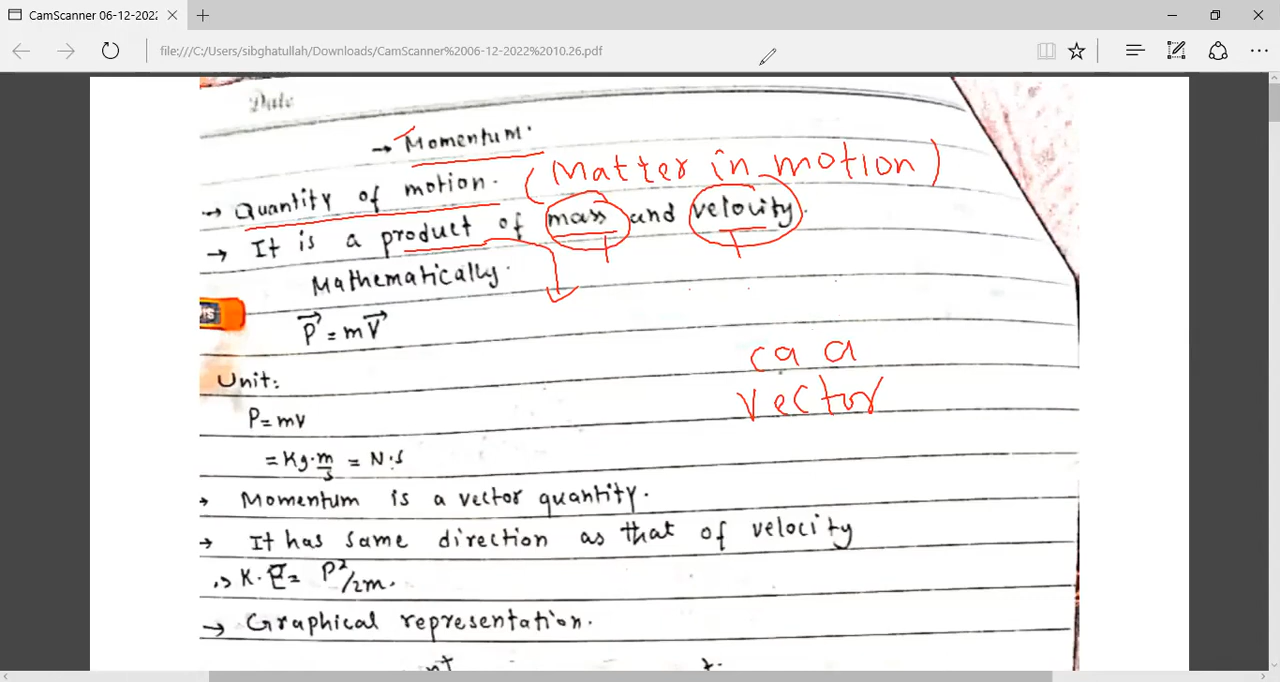 CamScanner 06-12-202
file:///C:/Users/sibghatullah/Downloads/CamScanner%2006-12-2022%2010.26.pdf
Date
→ Momentum.
→ Quantity of motion. (Matter in motion)
→ It is a product of mass and velocity.
Mathematically.
P⃗ = mV⃗
Unit:
ca a
vector
P = mv
= Kg.m/s = N.s
→ Momentum is a vector quantity.
→ It has same direction as that of velocity
→ K.E = P²/2m.
→ Graphical representation.